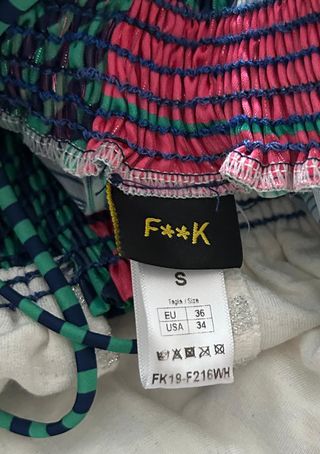 F**K
S
Taglia / Size
EU 36
USA 34
FK19-F216WH